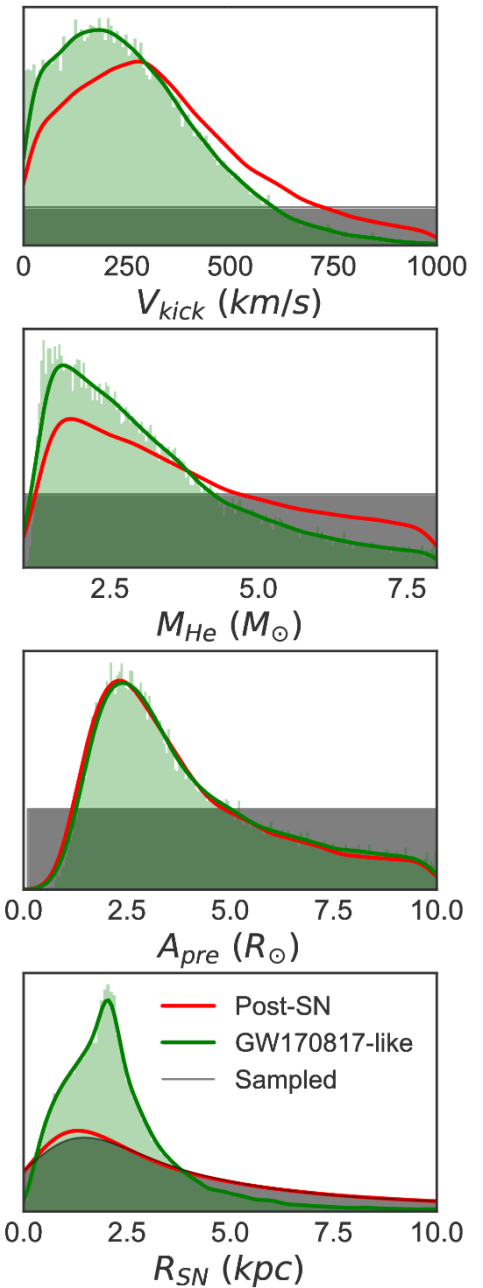 0 250 500 750 1000
V_kick (km/s)
2.5 5.0 7.5
M_He (M_⊙)
0.0 2.5 5.0 7.5 10.0
A_pre (R_⊙)
Post-SN
GW170817-like
Sampled
0.0 2.5 5.0 7.5 10.0
R_SN (kpc)